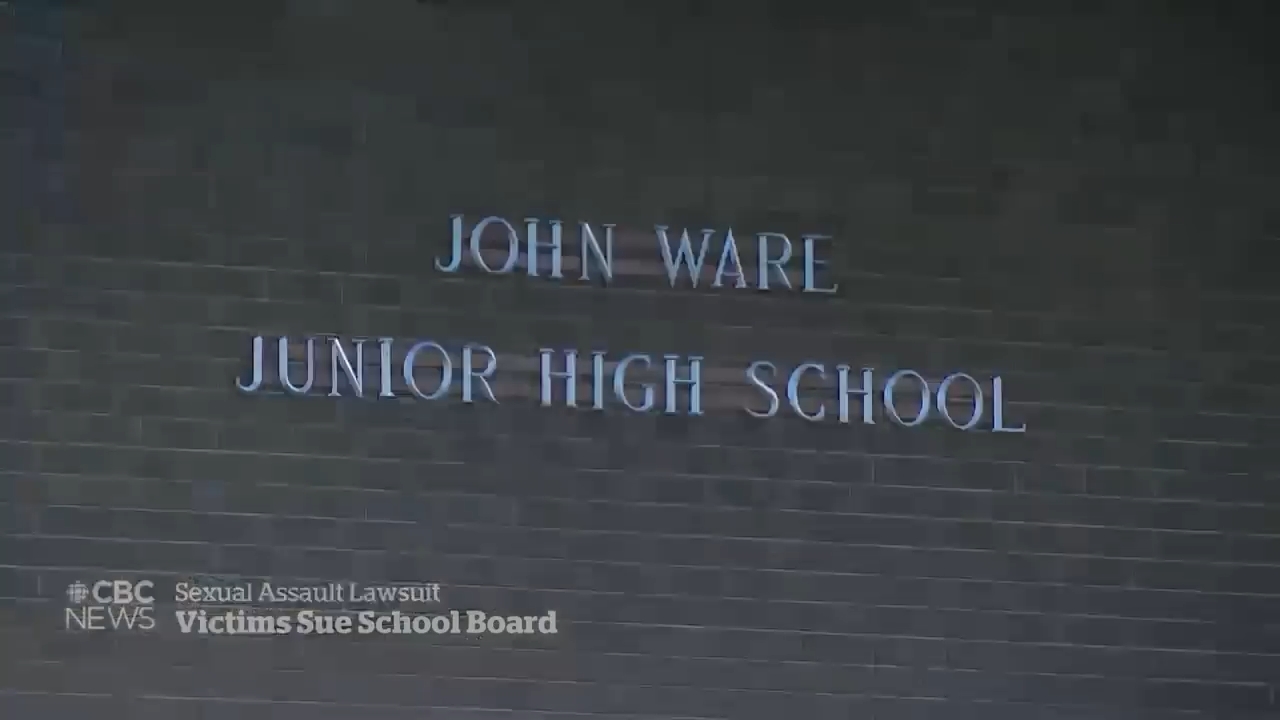 JOHN WARE
JUNIOR HIGH SCHOOL
CBC
NEWS
Sexual Assault Lawsuit
Victims Sue School Board